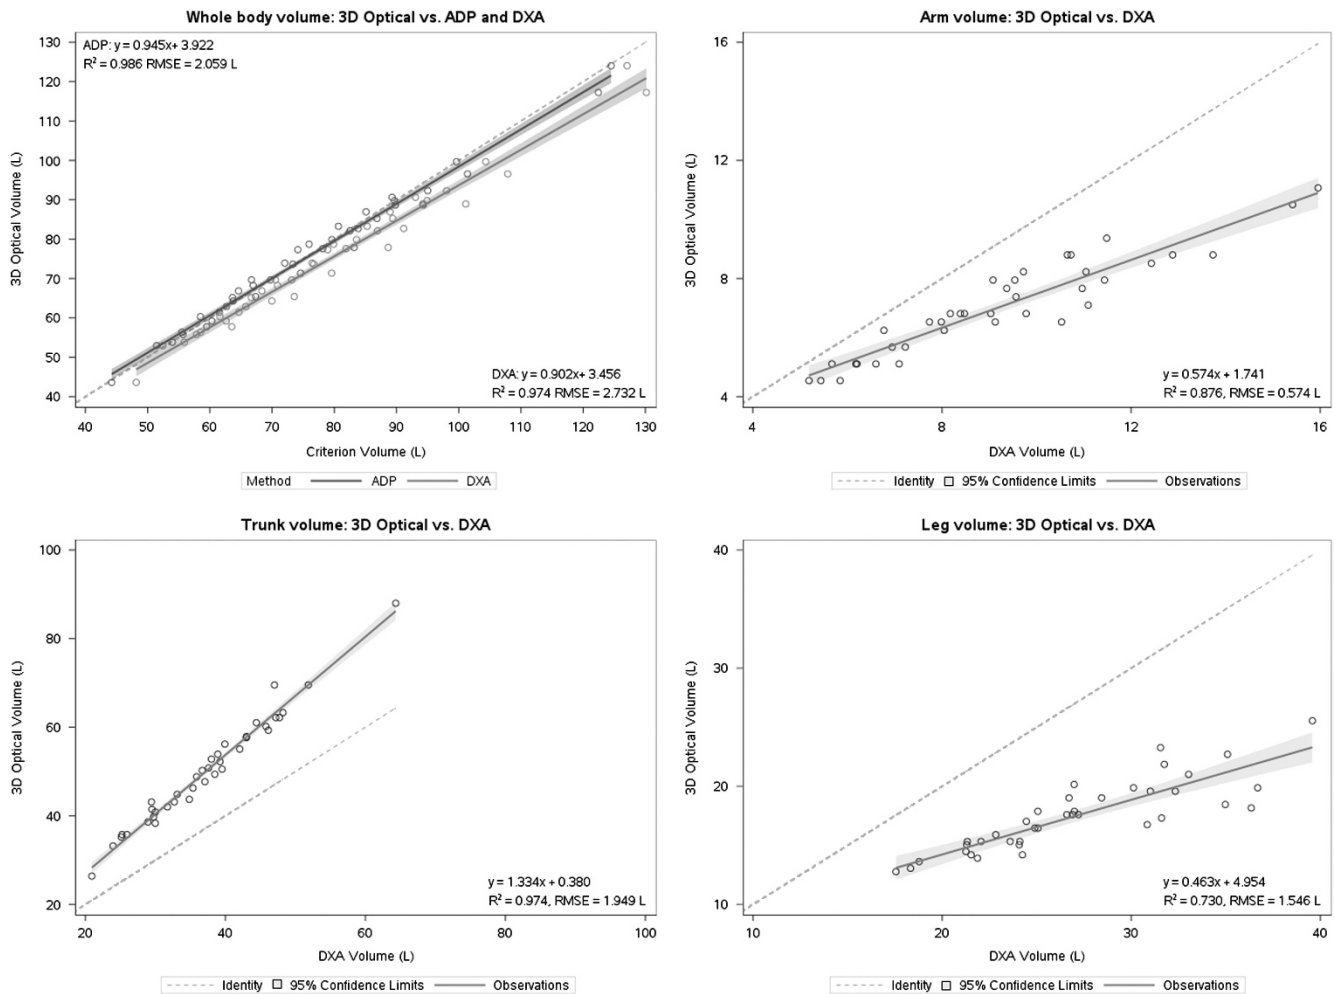 Whole body volume: 3D Optical vs. ADP and DXA
ADP: y = 0.945x+ 3.922
R² = 0.986 RMSE = 2.059 L
130
120
110
100
90
80
70
60
50
40
3D Optical Volume (L)
DXA: y = 0.902x+ 3.456
R² = 0.974 RMSE = 2.732 L
40 50 60 70 80 90 100 110 120 130
Criterion Volume (L)
Method ADP DXA
Arm volume: 3D Optical vs. DXA
16
12
8
4
3D Optical Volume (L)
y = 0.574x + 1.741
R² = 0.876, RMSE = 0.574 L
4 8 12 16
DXA Volume (L)
Identity 95% Confidence Limits Observations
Trunk volume: 3D Optical vs. DXA
100
80
60
40
20
3D Optical Volume (L)
y = 1.334x + 0.380
R² = 0.974, RMSE = 1.949 L
20 40 60 80 100
DXA Volume (L)
Identity 95% Confidence Limits Observations
Leg volume: 3D Optical vs. DXA
40
30
20
10
3D Optical Volume (L)
y = 0.463x + 4.954
R² = 0.730, RMSE = 1.546 L
10 20 30 40
DXA Volume (L)
Identity 95% Confidence Limits Observations